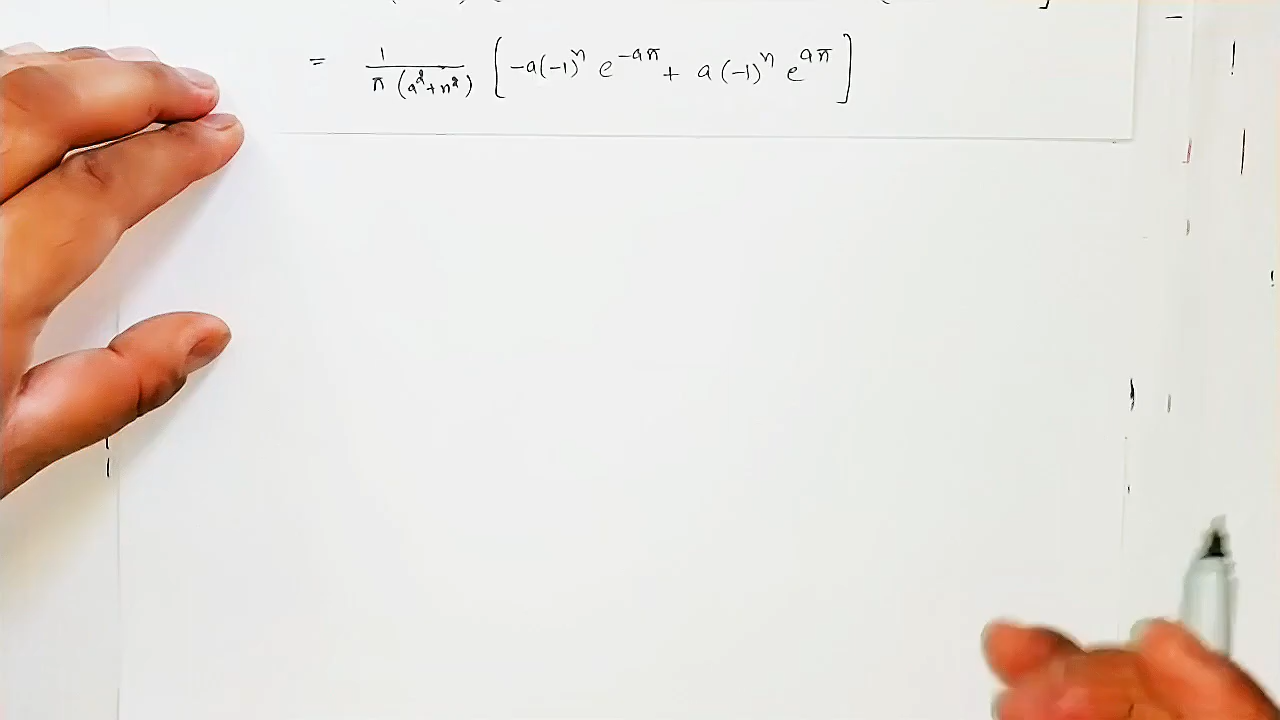 = 1/π(a²+n²) [-a(-1)ⁿ e^-aπ + a(-1)ⁿ e^aπ]